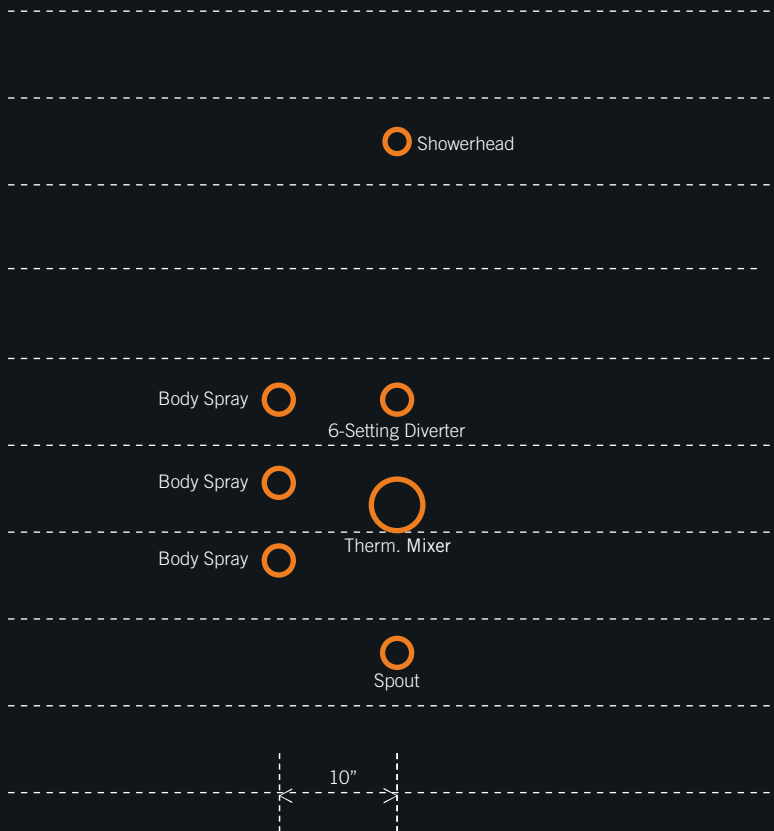 Showerhead
Body Spray
6-Setting Diverter
Body Spray
Therm. Mixer
Body Spray
Spout
10”